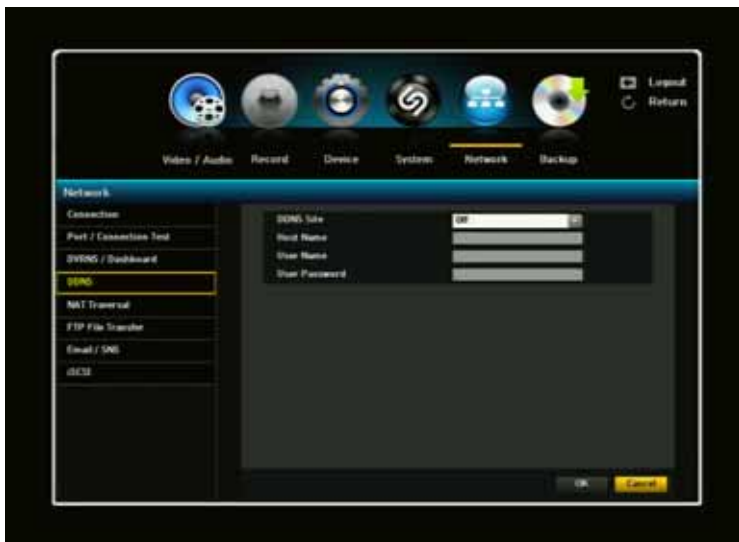 Logout
Return
Video / Audio Record Device System Network Backup
Network
Connection
Port / Connection Test
DVRNS / Dashboard
DDNS
NAT Traversal
FTP File Transfer
Email / SNS
iSCSI
DDNS Site Off
Host Name
User Name
User Password
OK Cancel